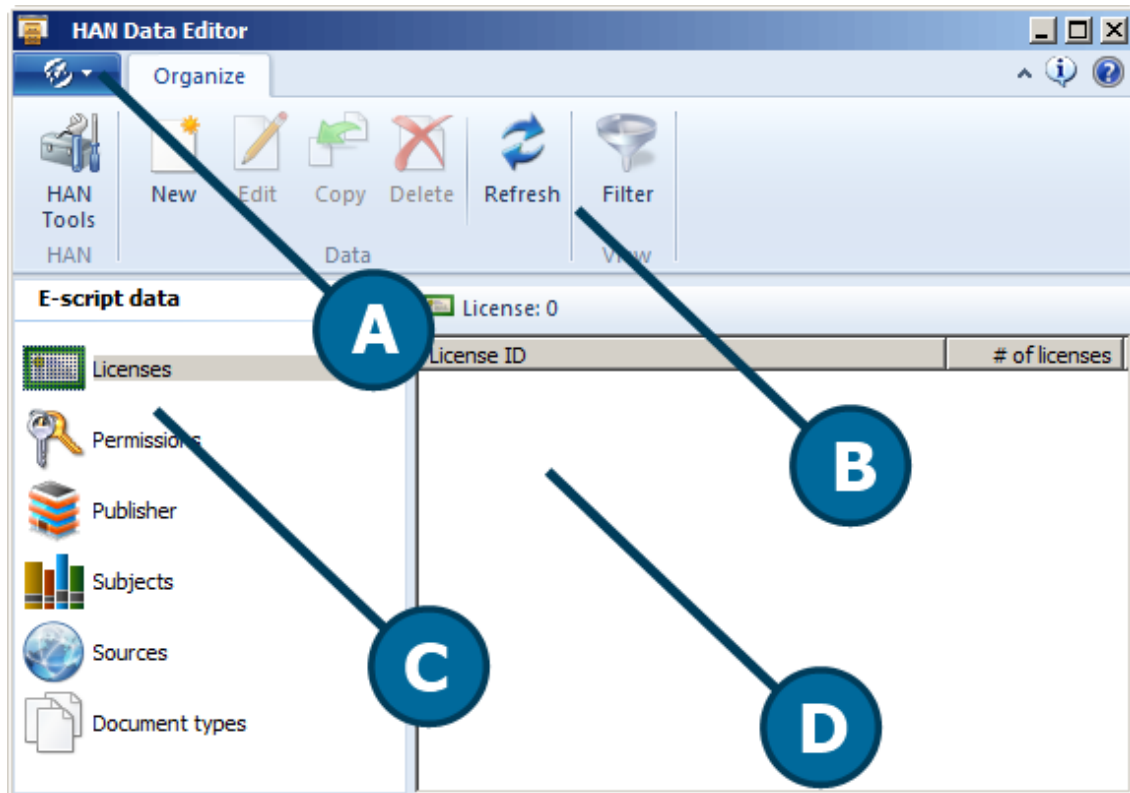 HAN Data Editor
Organize
HAN Tools
New
Edit
Copy
Delete
Refresh
Filter
HAN
Data
View
E-script data
License: 0
License ID
# of licenses
Licenses
Permissions
Publisher
Subjects
Sources
Document types
A
B
C
D